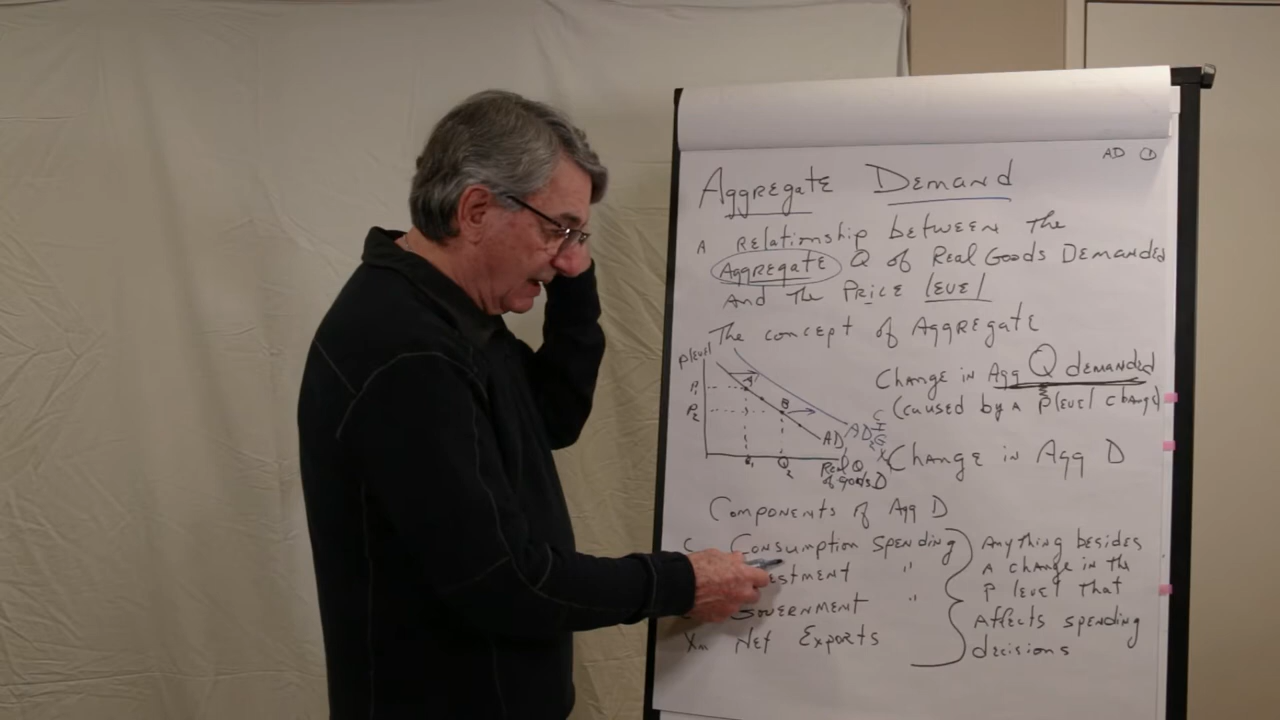 AD ①
Aggregate Demand
A Relationship between The
Aggregate Q of Real Goods Demanded
And The Price level
The concept of Aggregate
P level
P1
P2
A
B
Q1
Q2
AD1
AD2
C
I
G
X
Real Q
of goods D
Change in Agg Q demanded
(caused by a P level change)
Change in Agg D
Components of Agg D
C Consumption Spending
estment "
Government "
Xm Net Exports
Anything besides
A change in the
P level That
Affects spending
decisions